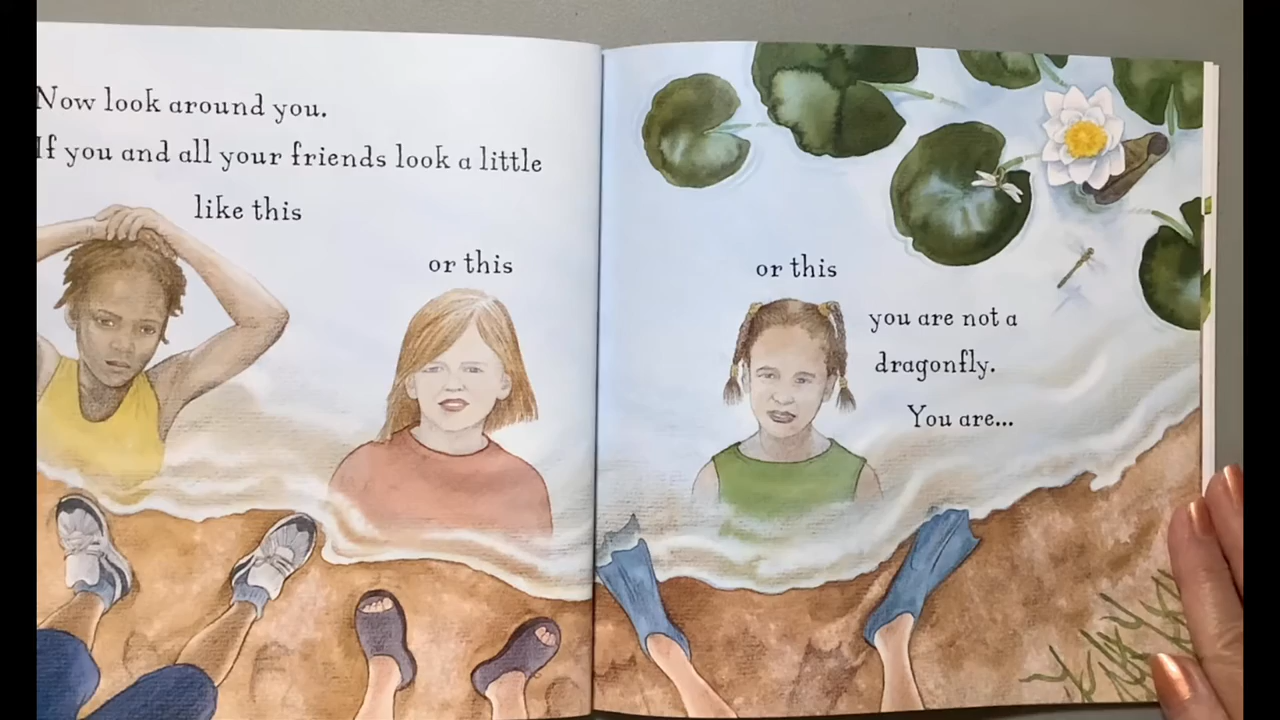 Now look around you.
If you and all your friends look a little
like this
or this
or this
you are not a
dragonfly.
You are...